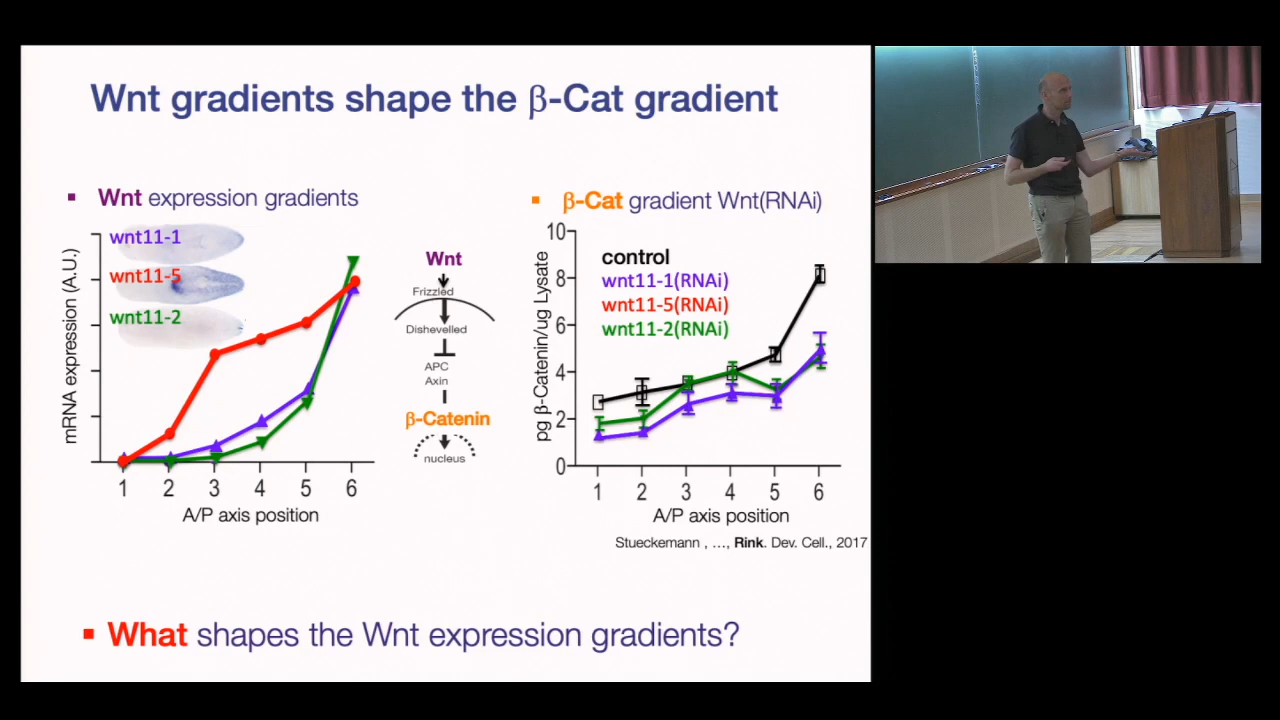 Wnt gradients shape the β-Cat gradient
▪ Wnt expression gradients
mRNA expression (A.U.)
wnt11-1
wnt11-5
wnt11-2
1 2 3 4 5 6
A/P axis position
Wnt
Frizzled
Dishevelled
APC
Axin
β-Catenin
nucleus
▪ β-Cat gradient Wnt(RNAi)
pg β-Catenin/ug Lysate
10
8
6
4
2
0
control
wnt11-1(RNAi)
wnt11-5(RNAi)
wnt11-2(RNAi)
1 2 3 4 5 6
A/P axis position
Stueckemann , ..., Rink. Dev. Cell., 2017
▪ What shapes the Wnt expression gradients?